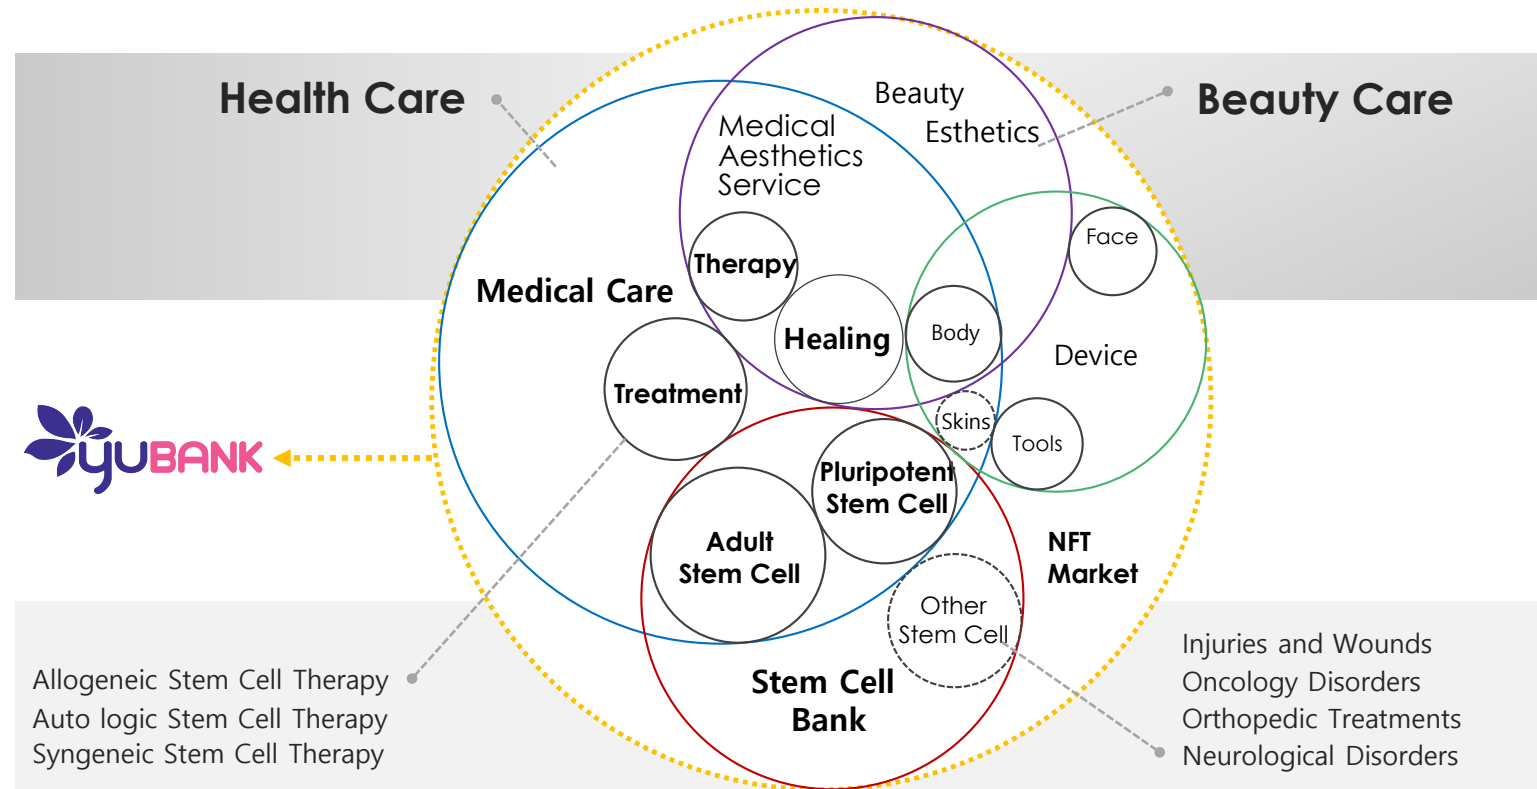 Health Care
Beauty Care
Beauty
Esthetics
Medical
Aesthetics
Service
Face
Therapy
Medical Care
Healing
Body
Device
Treatment
Skins
Tools
yuBANK
Pluripotent
Stem Cell
Adult
Stem Cell
NFT
Market
Other
Stem Cell
Stem Cell
Bank
Allogeneic Stem Cell Therapy
Auto logic Stem Cell Therapy
Syngeneic Stem Cell Therapy
Injuries and Wounds
Oncology Disorders
Orthopedic Treatments
Neurological Disorders